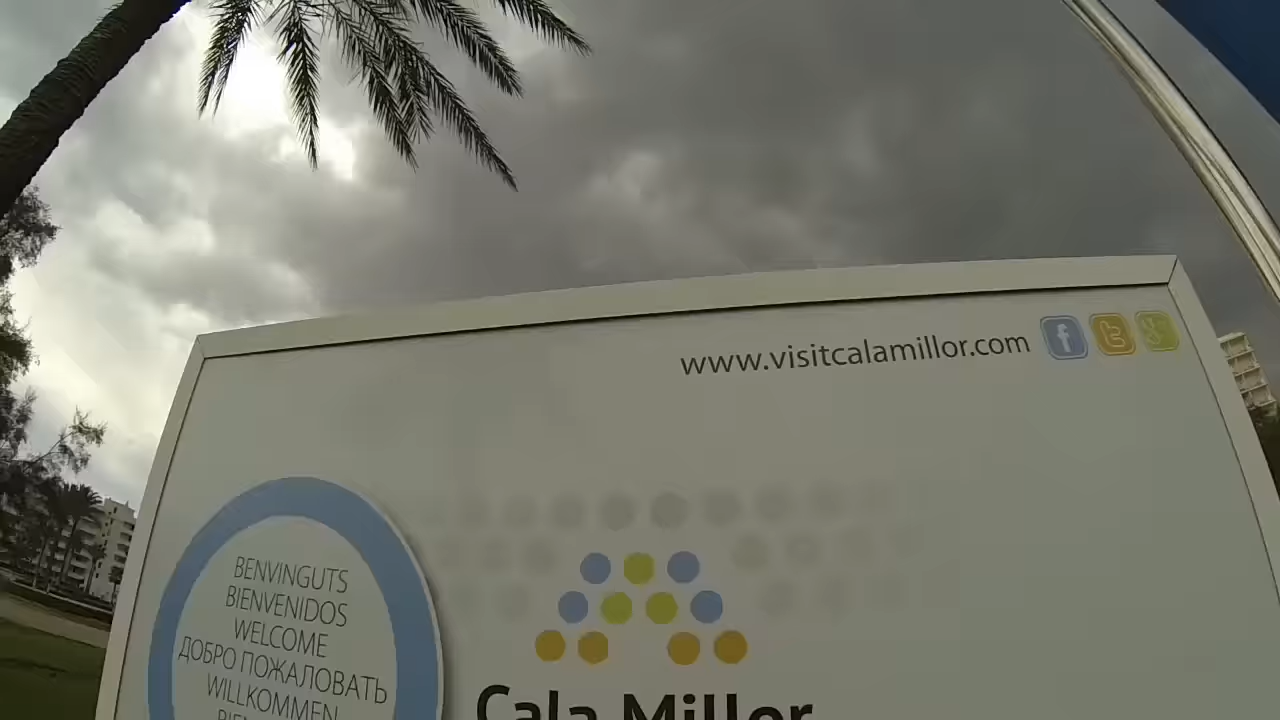 www.visitcalamillor.com
BENVINGUTS
BIENVENIDOS
WELCOME
ДОБРО ПОЖАЛОВАТЬ
WILLKOMMEN
Cala Millor